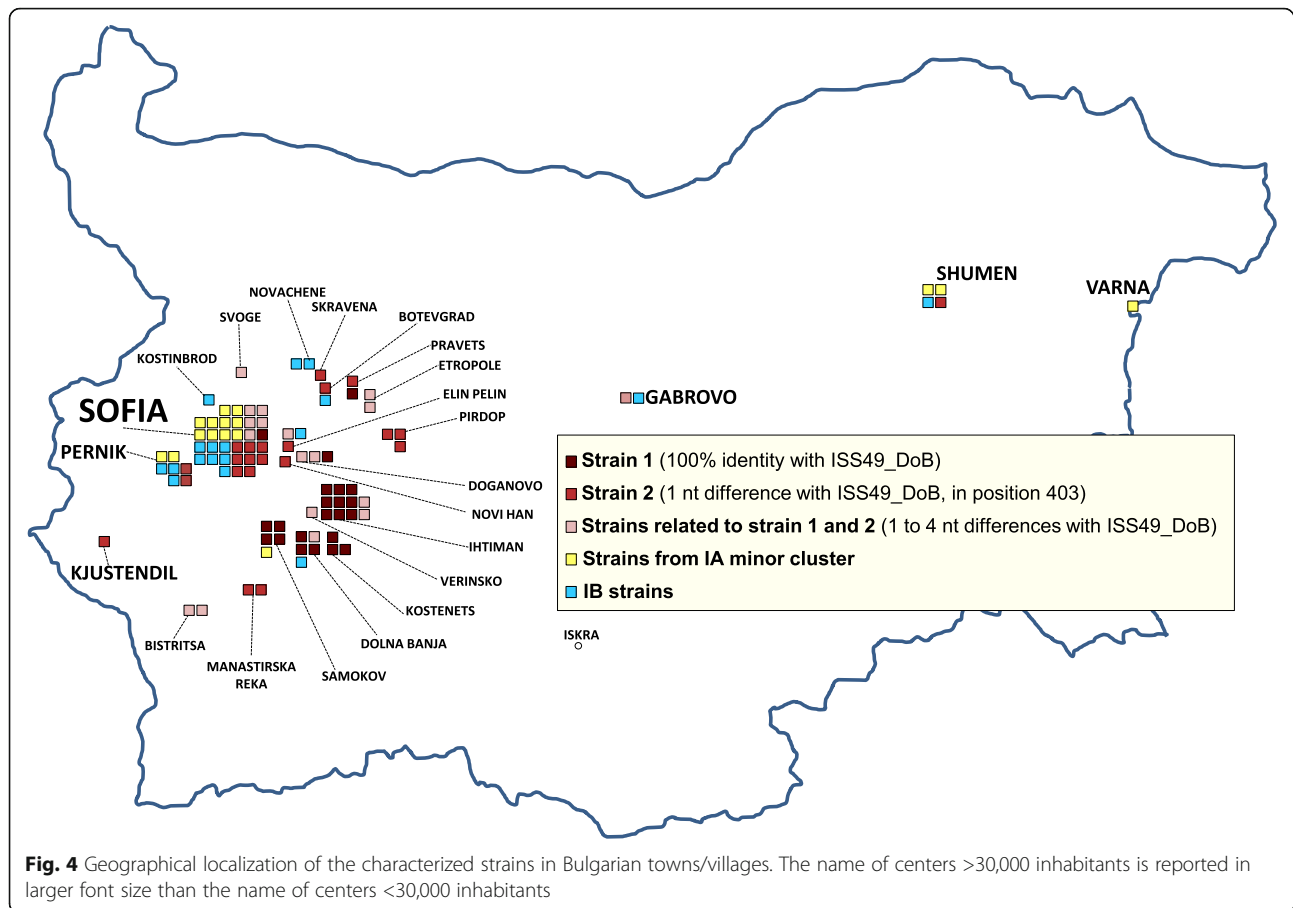 NOVACHENE
SKRAVENA
SVOGE
BOTEVGRAD
KOSTINBROD
PRAVETS
ETROPOLE
ELIN PELIN
SOFIA
PIRDOP
PERNIK
DOGANOVO
NOVI HAN
IHTIMAN
VERINSKO
KJUSTENDIL
KOSTENETS
BISTRITSA
DOLNA BANJA
MANASTIRSKA
REKA
SAMOKOV
SHUMEN
VARNA
GABROVO
Strain 1 (100% identity with ISS49_DoB)
Strain 2 (1 nt difference with ISS49_DoB, in position 403)
Strains related to strain 1 and 2 (1 to 4 nt differences with ISS49_DoB)
Strains from IA minor cluster
IB strains
ISKRA
Fig. 4 Geographical localization of the characterized strains in Bulgarian towns/villages. The name of centers >30,000 inhabitants is reported in
larger font size than the name of centers <30,000 inhabitants